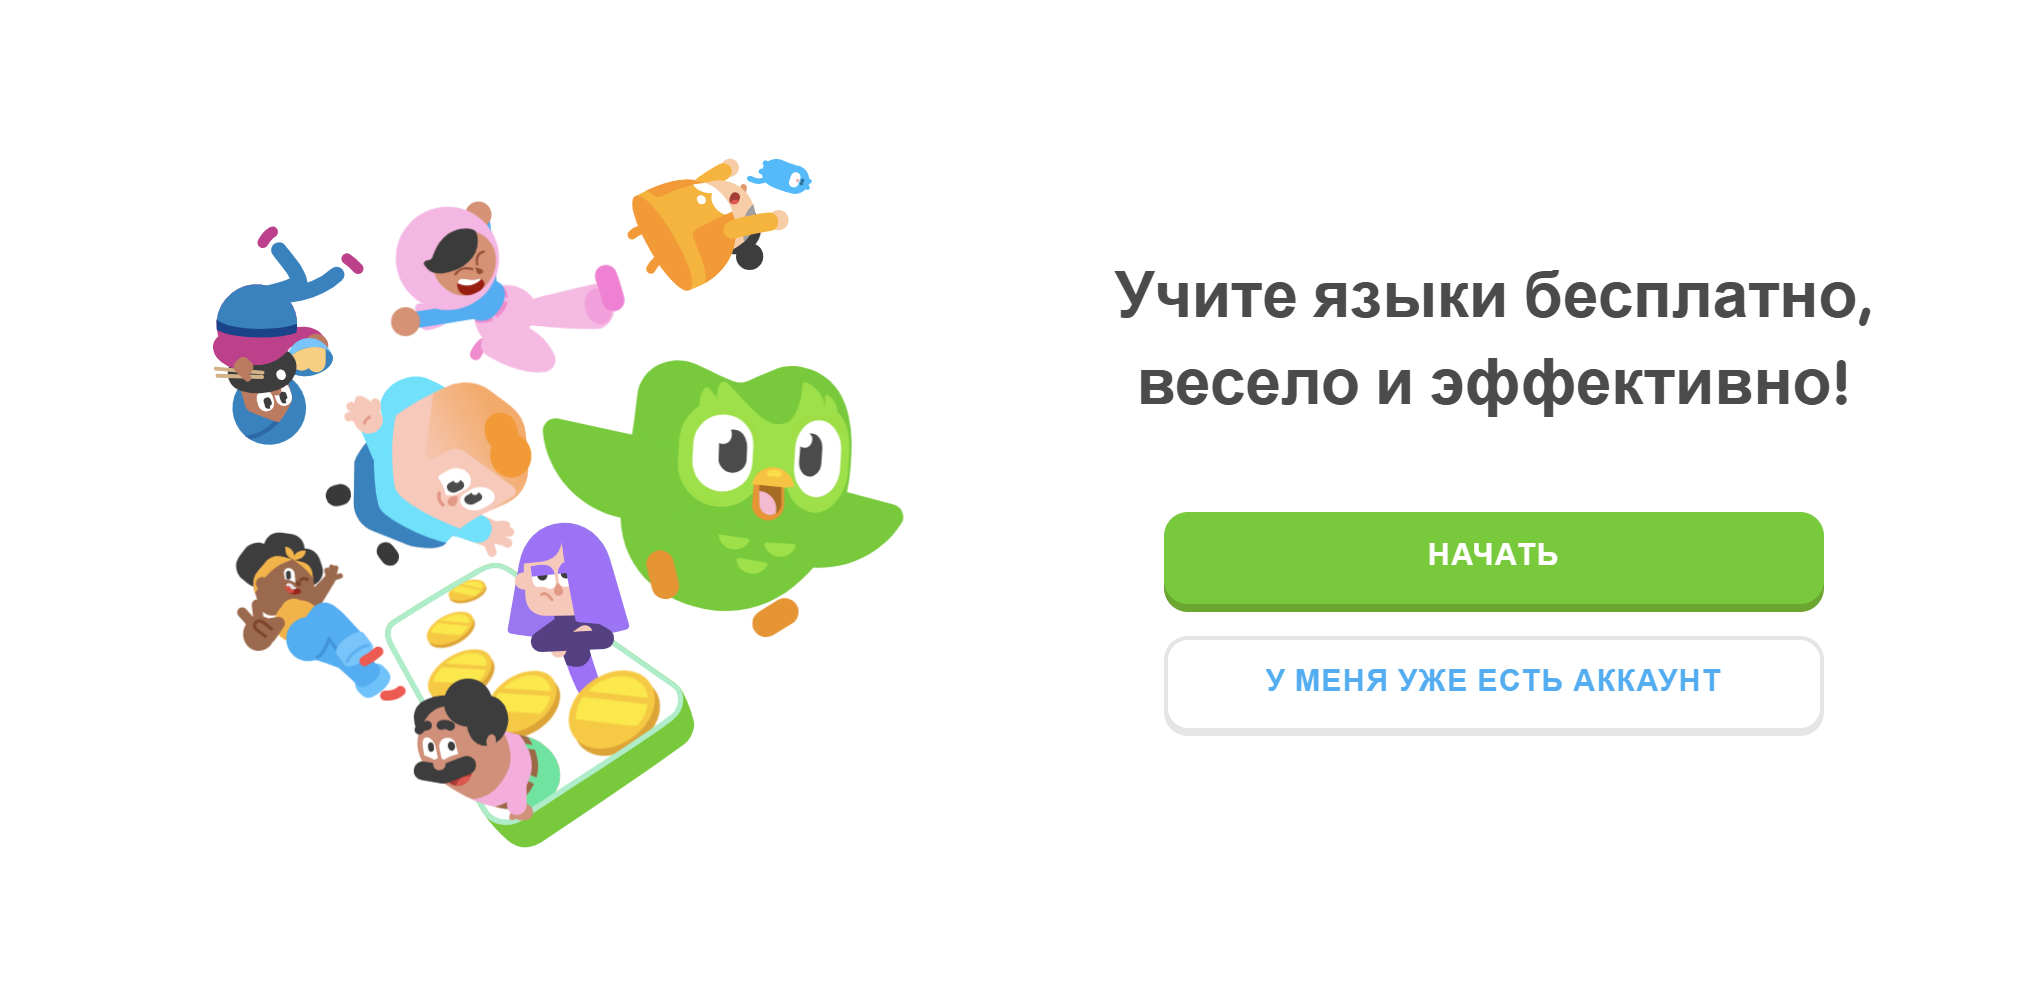 Учите языки бесплатно,
весело и эффективно!
НАЧАТЬ
У МЕНЯ УЖЕ ЕСТЬ АККАУНТ